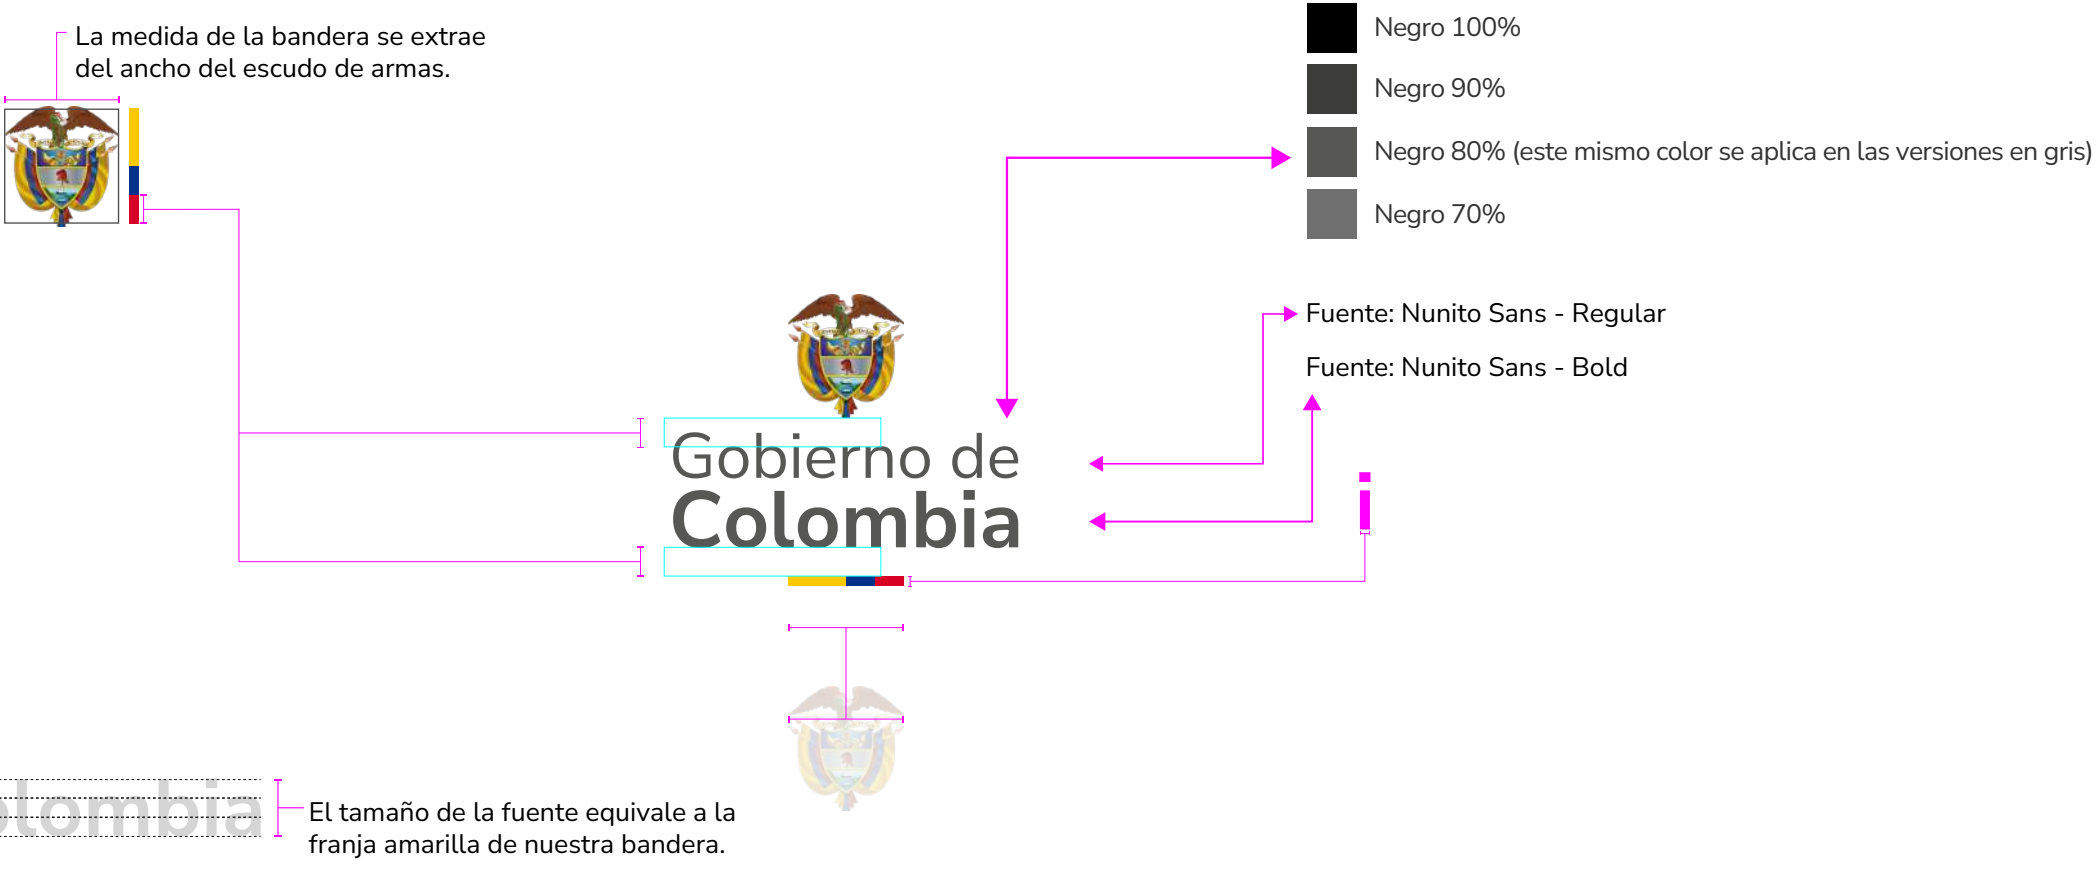 La medida de la bandera se extrae
del ancho del escudo de armas.
Negro 100%
Negro 90%
Negro 80% (este mismo color se aplica en las versiones en gris)
Negro 70%
Fuente: Nunito Sans - Regular
Fuente: Nunito Sans - Bold
Gobierno de
Colombia
i
olombia
El tamaño de la fuente equivale a la
franja amarilla de nuestra bandera.